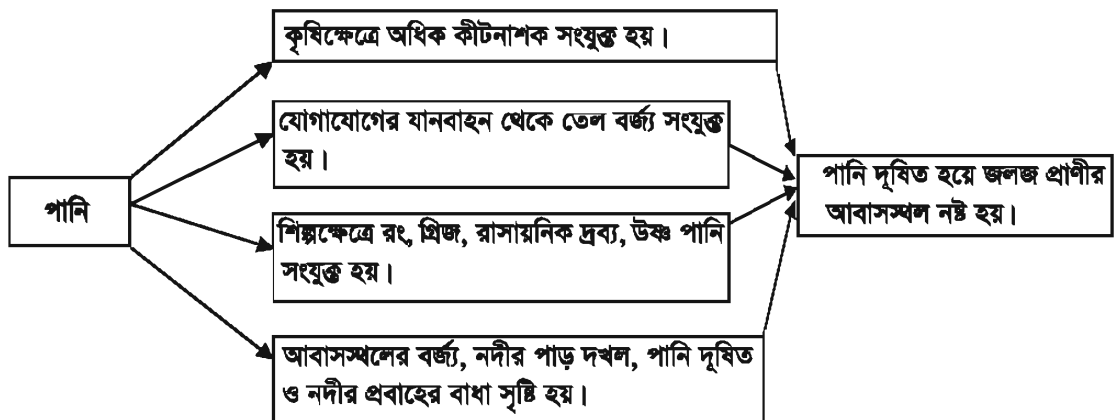 কৃষিক্ষেত্রে অধিক কীটনাশক সংযুক্ত হয়।
যোগাযোগের যানবাহন থেকে তেল বর্জ্য সংযুক্ত
হয়।
পানি
শিল্পক্ষেত্রে রং, গ্রিজ, রাসায়নিক দ্রব্য, উষ্ণ পানি
সংযুক্ত হয়।
আবাসস্থলের বর্জ্য, নদীর পাড় দখল, পানি দূষিত
ও নদীর প্রবাহের বাধা সৃষ্টি হয়।
পানি দূষিত হয়ে জলজ প্রাণীর
আবাসস্থল নষ্ট হয়।